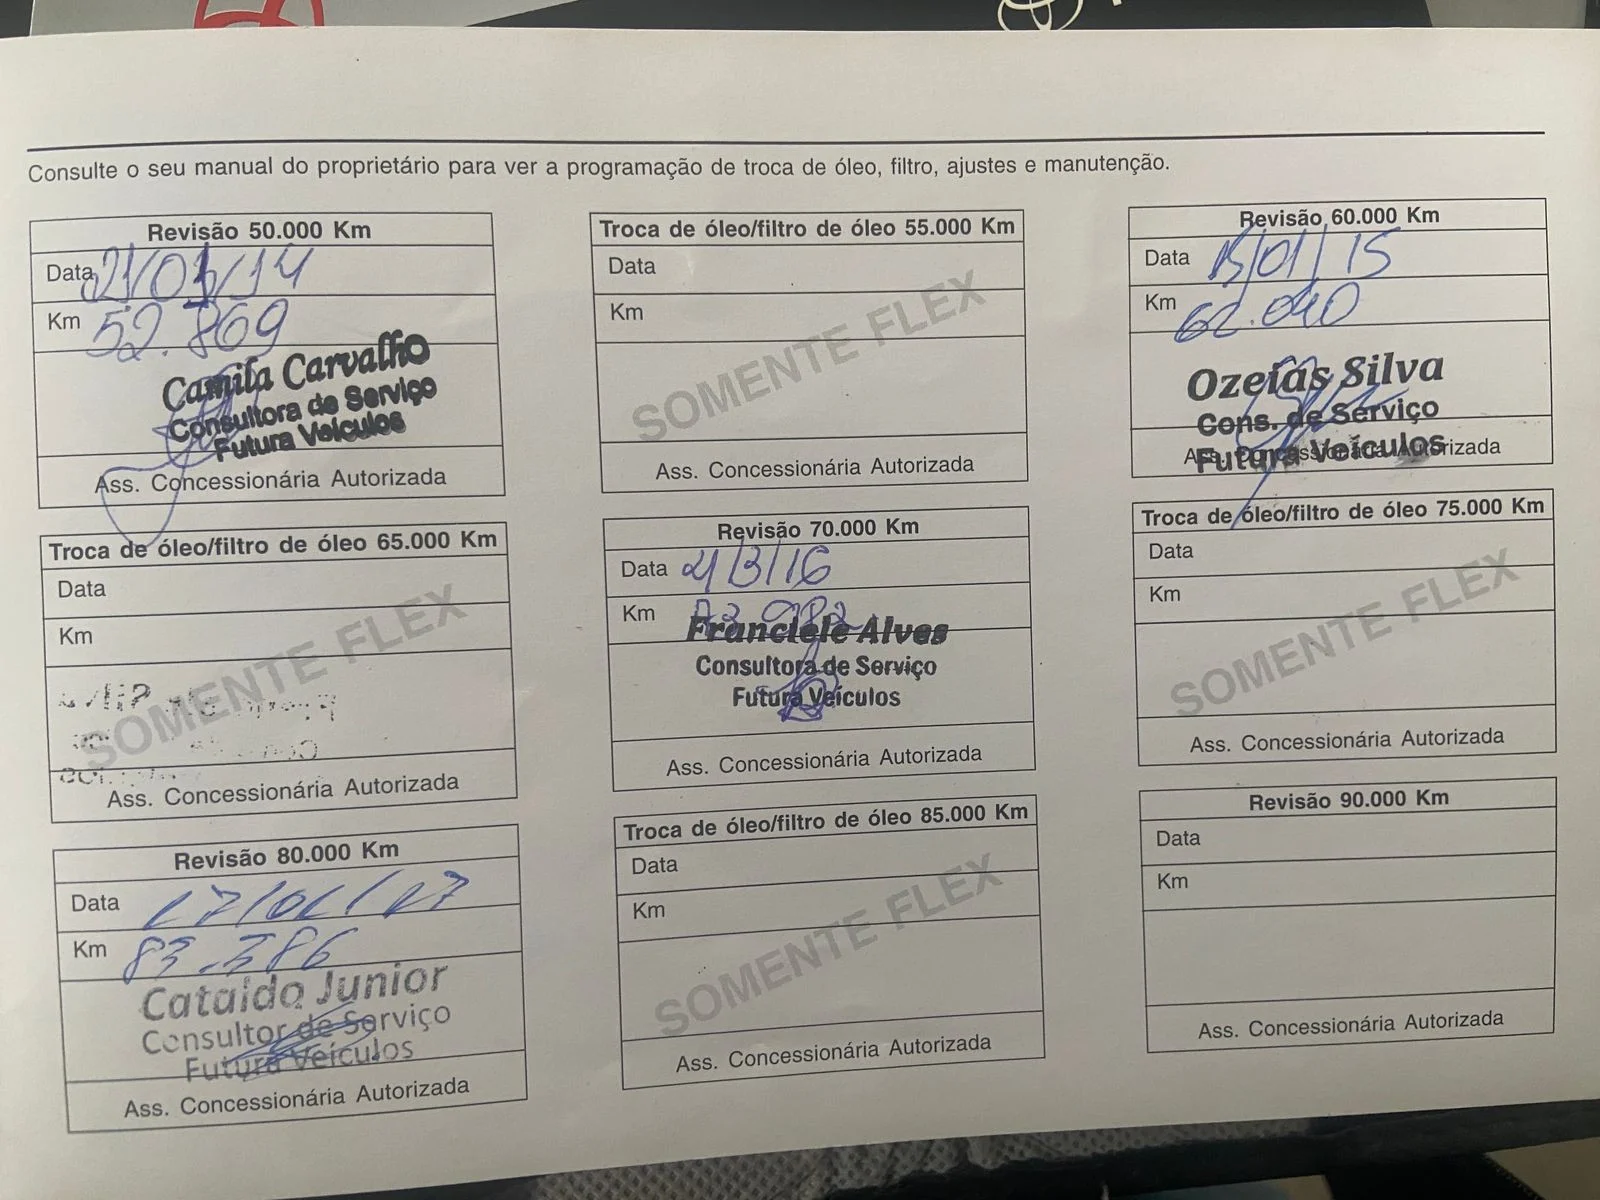 Consulte o seu manual do proprietário para ver a programação de troca de óleo, filtro, ajustes e manutenção.
Revisão 50.000 Km
Data 21/01/14
Km 52.869
Camila Carvalho
Consultora de Serviço
Futura Veículos
Ass. Concessionária Autorizada
Troca de óleo/filtro de óleo 55.000 Km
Data
Km
SOMENTE FLEX
Ass. Concessionária Autorizada
Revisão 60.000 Km
Data 15/01/15
Km 62.040
Ozeias Silva
Cons. de Serviço
Futura Veículos
Ass. Concessionária Autorizada
Troca de óleo/filtro de óleo 65.000 Km
Data
Km
SOMENTE FLEX
Ass. Concessionária Autorizada
Revisão 70.000 Km
Data /3/16
Km
Franciele Alves
Consultora de Serviço
Futura Veículos
Ass. Concessionária Autorizada
Troca de óleo/filtro de óleo 75.000 Km
Data
Km
SOMENTE FLEX
Ass. Concessionária Autorizada
Revisão 80.000 Km
Data
Km 83.386
Cataldo Junior
Consultor de Serviço
Futura Veículos
Ass. Concessionária Autorizada
Troca de óleo/filtro de óleo 85.000 Km
Data
Km
SOMENTE FLEX
Ass. Concessionária Autorizada
Revisão 90.000 Km
Data
Km
Ass. Concessionária Autorizada